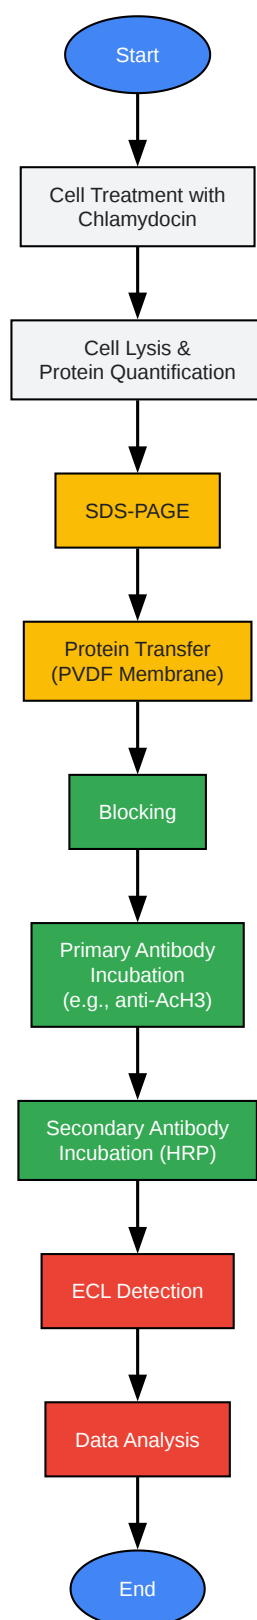 Start
Cell Treatment with
Chlamydocin
Cell Lysis &
Protein Quantification
SDS-PAGE
Protein Transfer
(PVDF Membrane)
Blocking
Primary Antibody
Incubation
(e.g., anti-AcH3)
Secondary Antibody
Incubation (HRP)
ECL Detection
Data Analysis
End